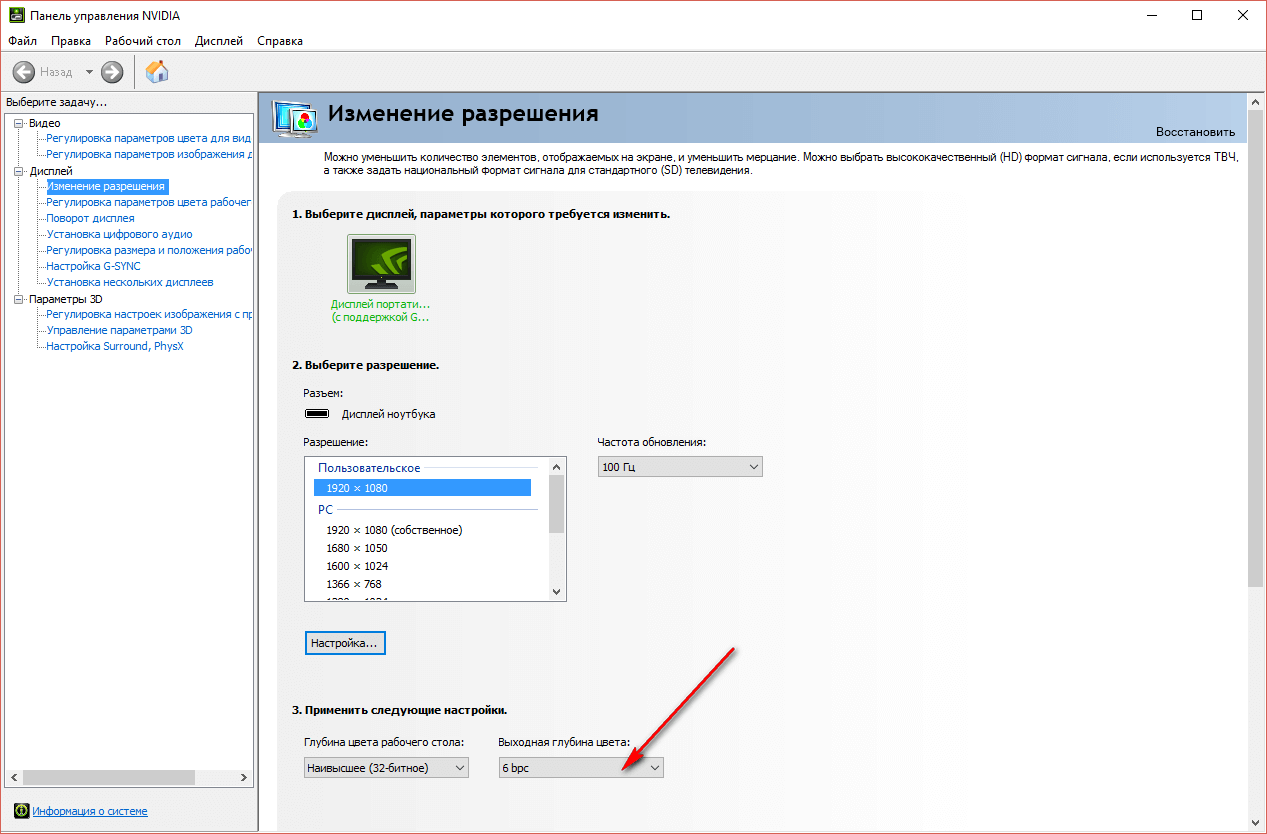 Панель управления NVIDIA
Файл Правка Рабочий стол Дисплей Справка
Назад
Выберите задачу...
Видео
Регулировка параметров цвета для вид
Регулировка параметров изображения д
Дисплей
Изменение разрешения
Регулировка параметров цвета рабочег
Поворот дисплея
Установка цифрового аудио
Регулировка размера и положения рабо
Настройка G-SYNC
Установка нескольких дисплеев
Параметры 3D
Регулировка настроек изображения с пр
Управление параметрами 3D
Настройка Surround, PhysX
Информация о системе
Изменение разрешения
Восстановить
Можно уменьшить количество элементов, отображаемых на экране, и уменьшить мерцание. Можно выбрать высококачественный (HD) формат сигнала, если используется ТВЧ,
а также задать национальный формат сигнала для стандартного (SD) телевидения.
1. Выберите дисплей, параметры которого требуется изменить.
Дисплей портати...
(с поддержкой G...
2. Выберите разрешение.
Разъем:
Дисплей ноутбука
Разрешение:
Частота обновления:
Пользовательское
100 Гц
1920 × 1080
PC
1920 × 1080 (собственное)
1680 × 1050
1600 × 1024
1366 × 768
Настройка...
3. Применить следующие настройки.
Глубина цвета рабочего стола:
Выходная глубина цвета:
Наивысшее (32-битное)
6 bpc